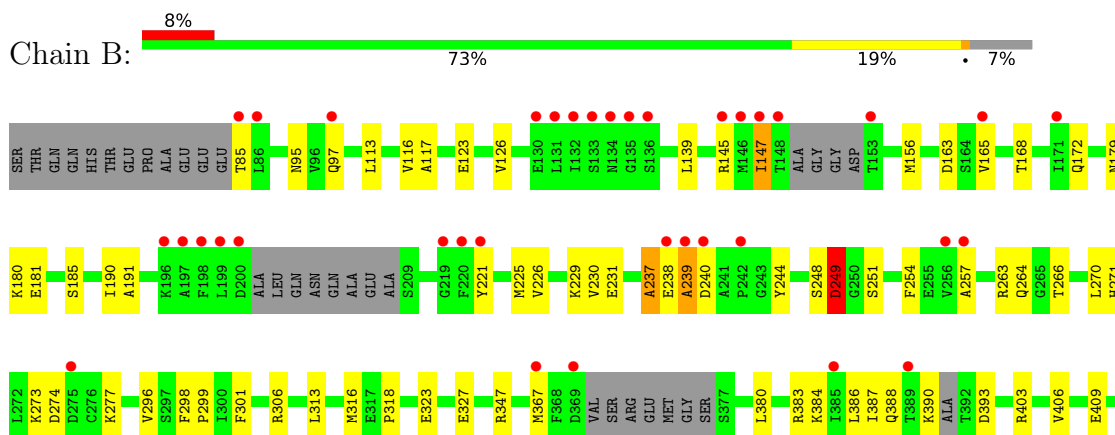 8%
Chain B:
73% 19% • 7%
SER THR GLN GLN HIS THR GLU PRO ALA GLU GLU GLU T85 L86 N95 V96 Q97 L113 V116 A117 E123 V126 E130 L131 I132 S133 N134 G135 S136 L139 R145 M146 I147 T148 ALA GLY GLY ASP T153 M156 D163 S164 V165 T168 I171 Q172 N179
K180 E181 S185 I190 A191 K196 A197 F198 L199 D200 ALA LEU GLN ASN GLN ALA GLU ALA S209 G219 F220 Y221 M225 V226 K229 V230 E231 A237 E238 A239 D240 A241 P242 G243 Y244 S248 D249 G250 S251 F254 E255 V256 A257 R263 Q264 G265 T266 L270 H271
L272 K273 D274 D275 C276 K277 V296 S297 F298 P299 I300 F301 R306 L313 M316 E317 P318 E323 E327 R347 M367 F368 D369 VAL SER ARG GLU MET GLY SER S377 L380 R383 K384 I385 L386 I387 Q388 T389 K390 ALA T392 D393 R403 V406 E409